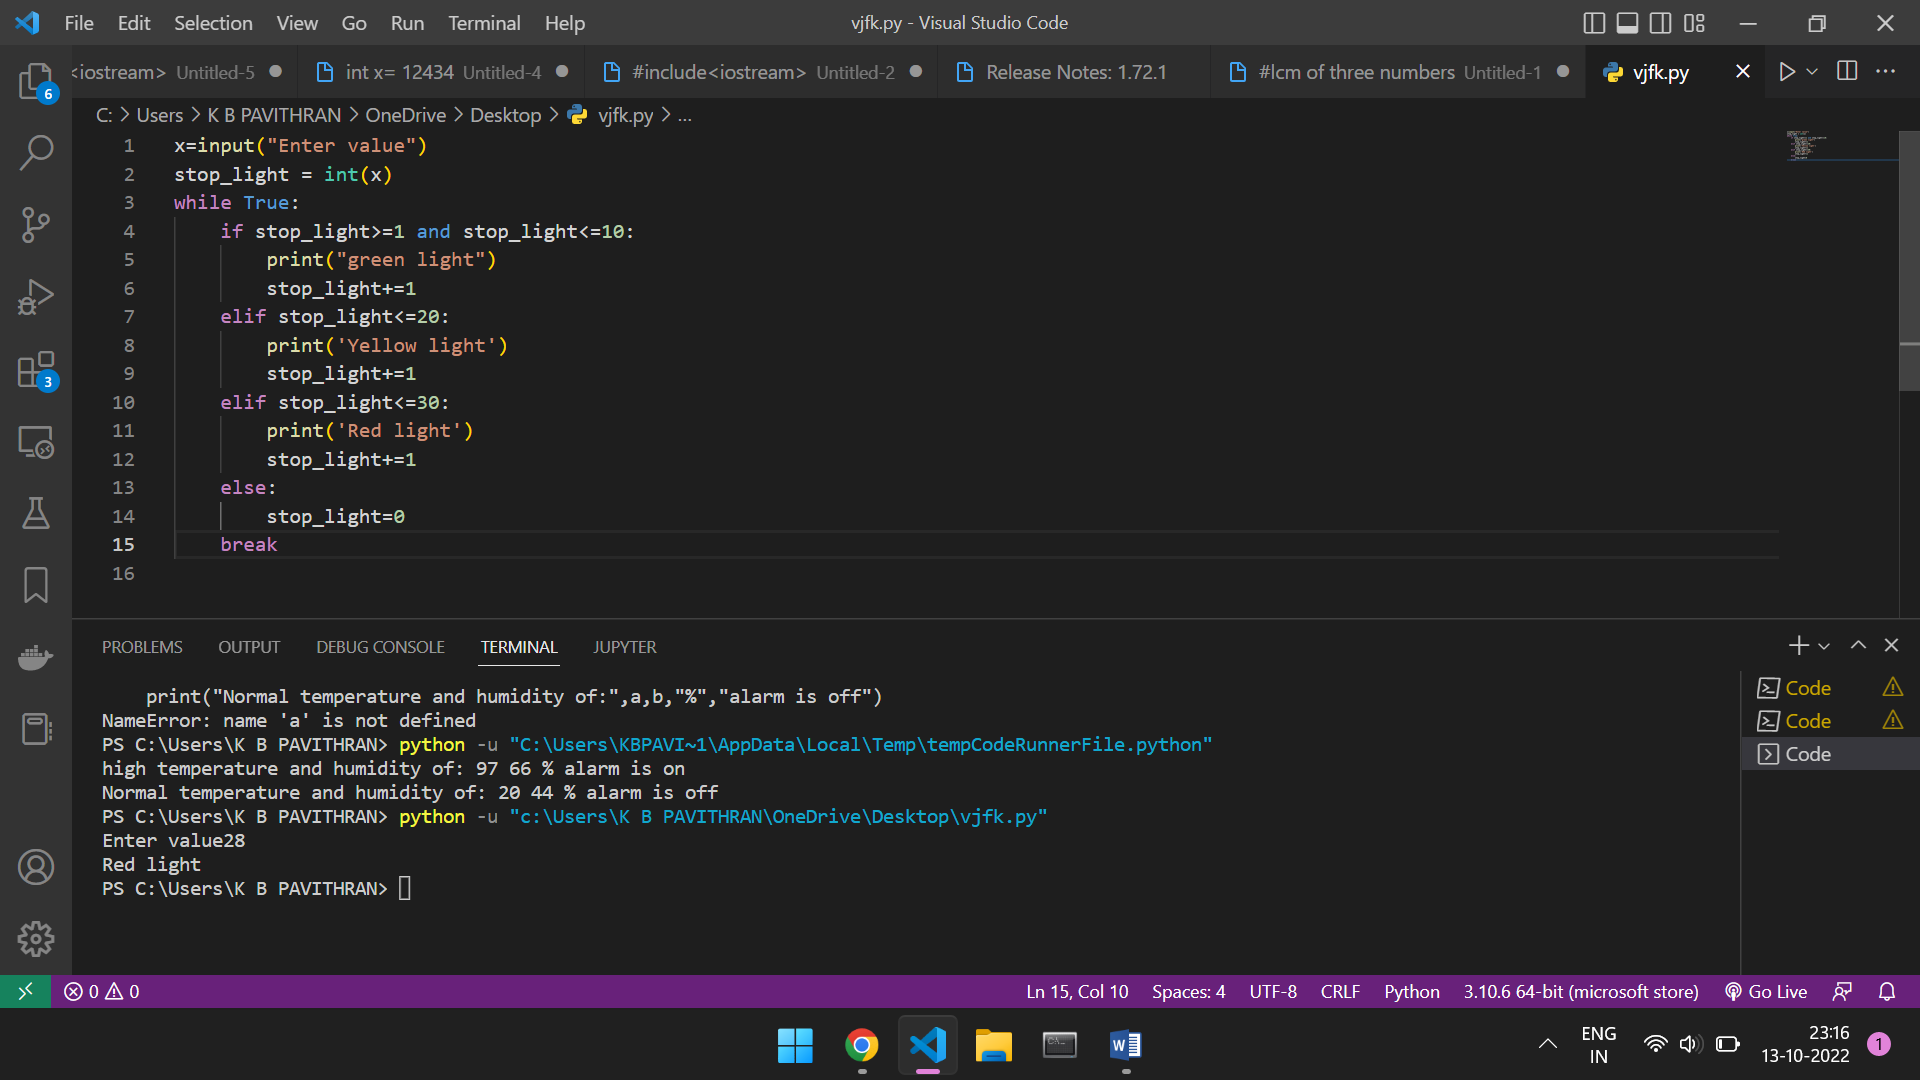 File Edit Selection View Go Run Terminal Help
vjfk.py - Visual Studio Code
<iostream> Untitled-5
int x= 12434 Untitled-4
#include<iostream> Untitled-2
Release Notes: 1.72.1
#lcm of three numbers Untitled-1
vjfk.py
C: > Users > K B PAVITHRAN > OneDrive > Desktop > vjfk.py > ...
1 x=input("Enter value")
2 stop_light = int(x)
3 while True:
4 if stop_light>=1 and stop_light<=10:
5 print("green light")
6 stop_light+=1
7 elif stop_light<=20:
8 print('Yellow light')
9 stop_light+=1
10 elif stop_light<=30:
11 print('Red light')
12 stop_light+=1
13 else:
14 stop_light=0
15 break
16
6
3
PROBLEMS OUTPUT DEBUG CONSOLE TERMINAL JUPYTER
print("Normal temperature and humidity of:",a,b,"%","alarm is off")
NameError: name 'a' is not defined
PS C:\Users\K B PAVITHRAN> python -u "C:\Users\KBPAVI~1\AppData\Local\Temp\tempCodeRunnerFile.python"
high temperature and humidity of: 97 66 % alarm is on
Normal temperature and humidity of: 20 44 % alarm is off
PS C:\Users\K B PAVITHRAN> python -u "c:\Users\K B PAVITHRAN\OneDrive\Desktop\vjfk.py"
Enter value28
Red light
PS C:\Users\K B PAVITHRAN>
Code
Code
Code
0 0
Ln 15, Col 10 Spaces: 4 UTF-8 CRLF Python 3.10.6 64-bit (microsoft store) Go Live
ENG
IN
23:16
13-10-2022
1